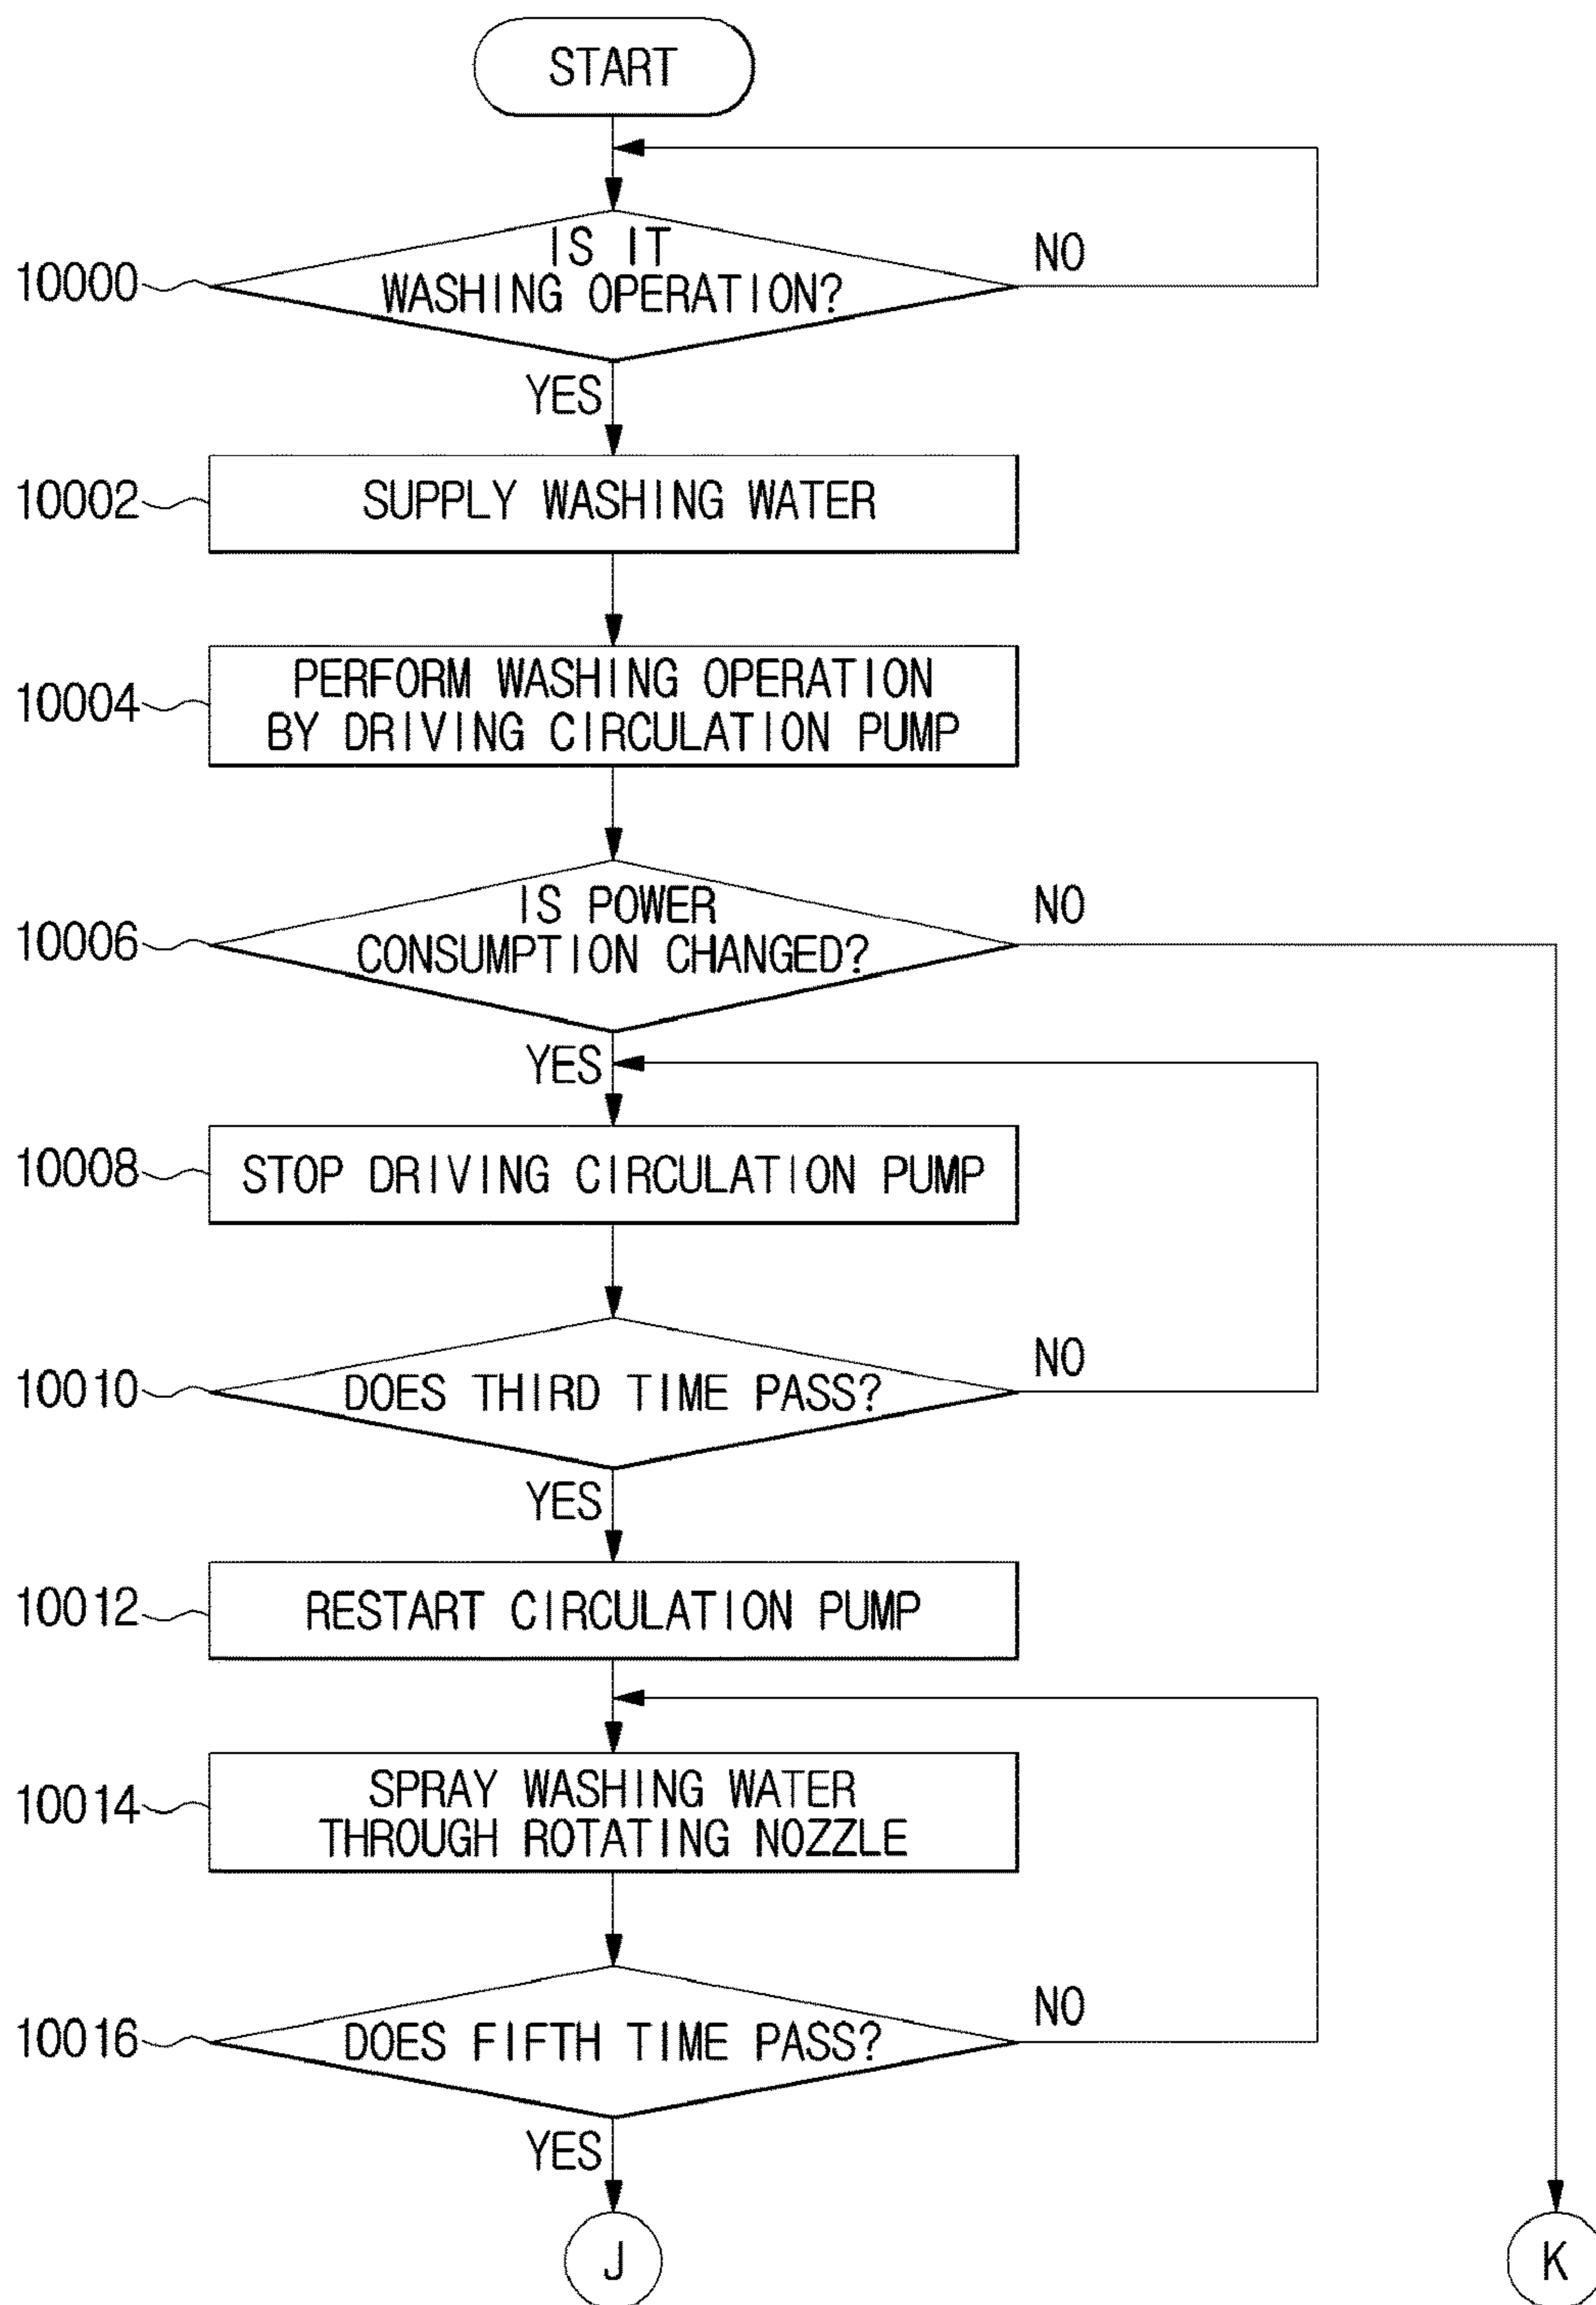 START
IS IT
WASHING OPERATION?
NO
10000
YES
10002
SUPPLY WASHING WATER
10004
PERFORM WASHING OPERATION
BY DRIVING CIRCULATION PUMP
IS POWER
CONSUMPTION CHANGED?
NO
10006
YES
10008
STOP DRIVING CIRCULATION PUMP
NO
10010
DOES THIRD TIME PASS?
YES
10012
RESTART CIRCULATION PUMP
10014
SPRAY WASHING WATER
THROUGH ROTATING NOZZLE
NO
10016
DOES FIFTH TIME PASS?
YES
J
K